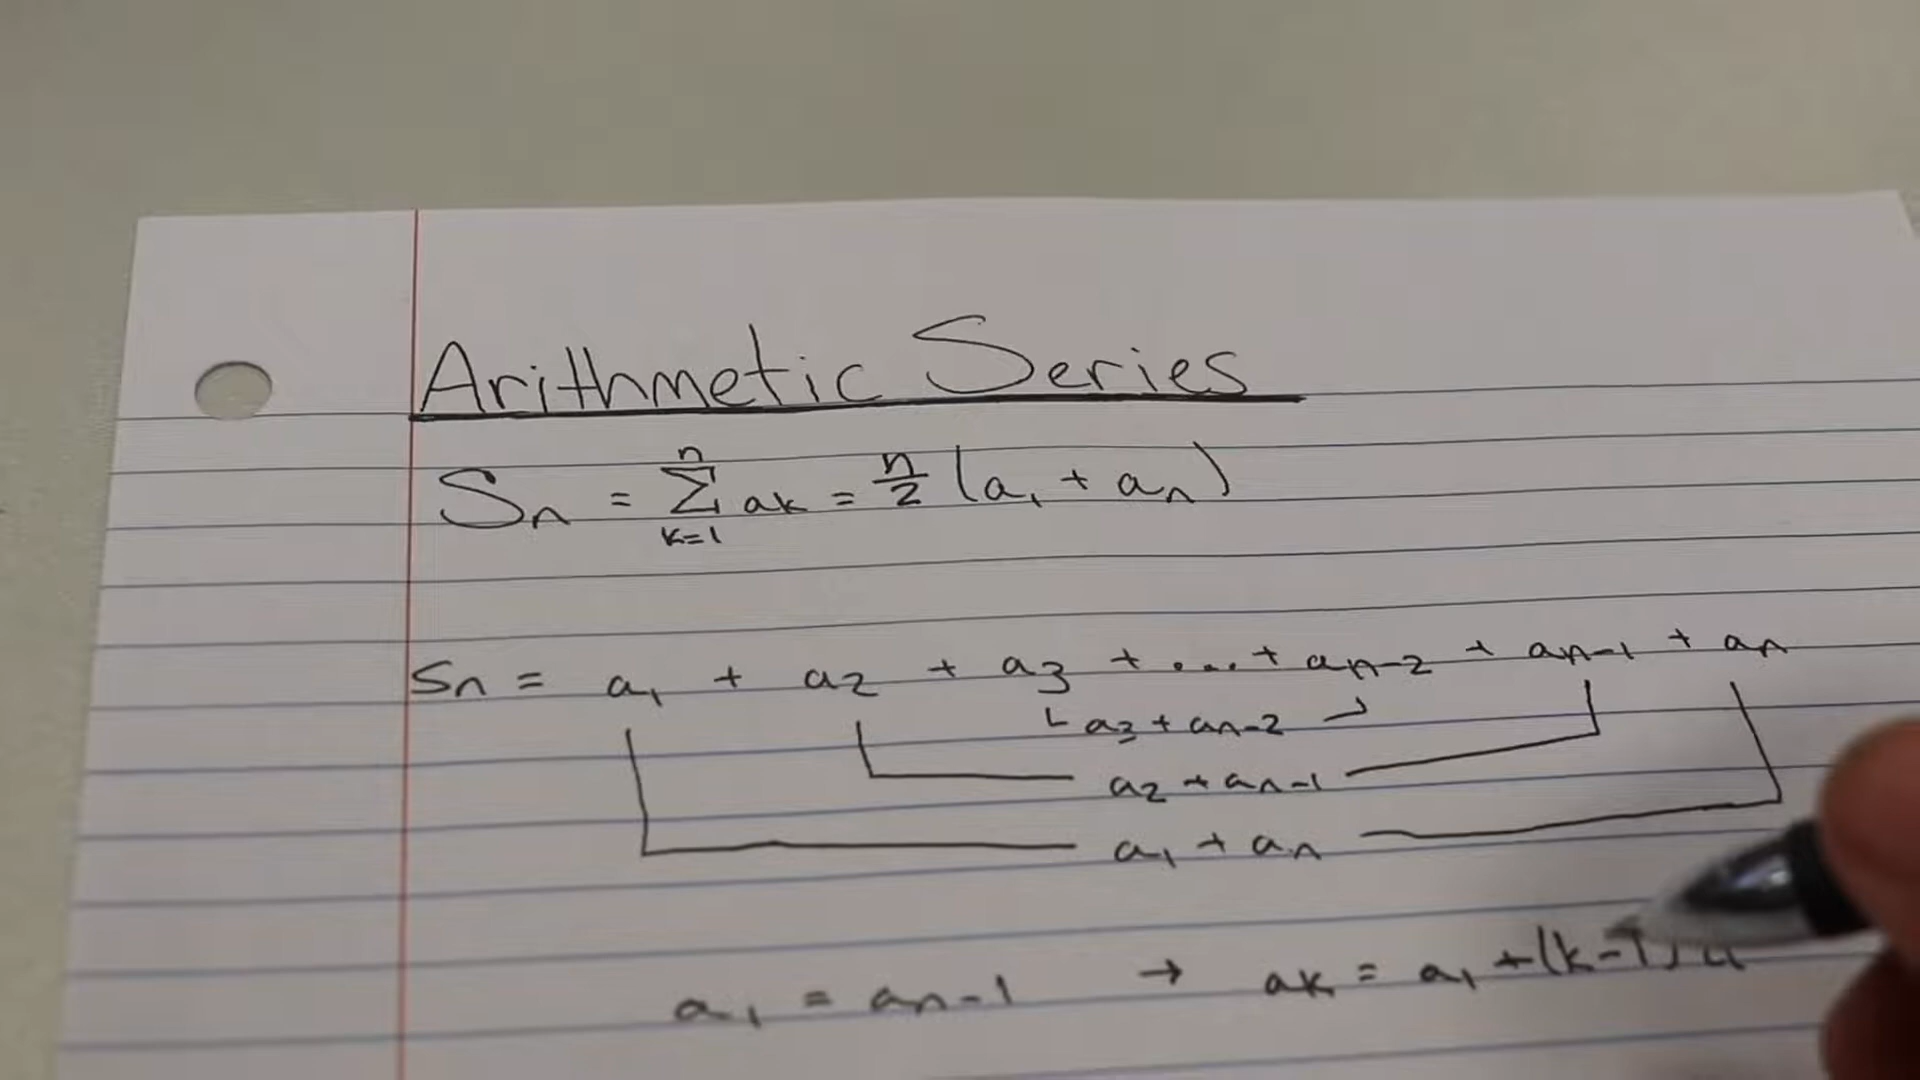 Arithmetic Series
Sn = n Σ k=1 ak = n/2 (a1 + an)
Sn = a1 + a2 + a3 + ... + an-2 + an-1 + an
a3 + an-2
a2 + an-1
a1 + an
a1 = an-1 → ak = a1 + (k-1)d